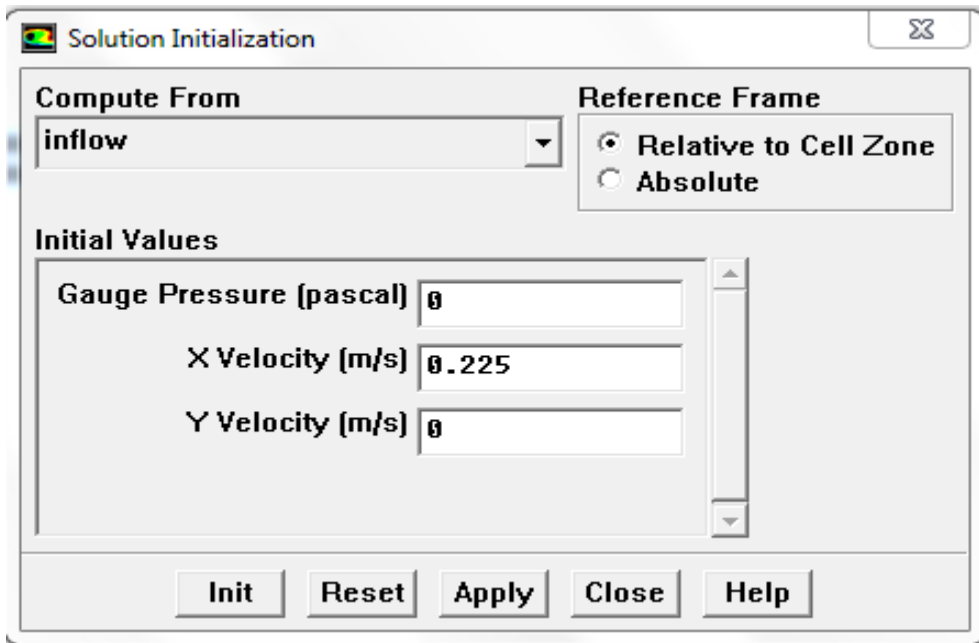 Solution Initialization
Compute From
Reference Frame
inflow
Relative to Cell Zone
Absolute
Initial Values
Gauge Pressure (pascal) 0
X Velocity (m/s) 0.225
Y Velocity (m/s) 0
Init Reset Apply Close Help